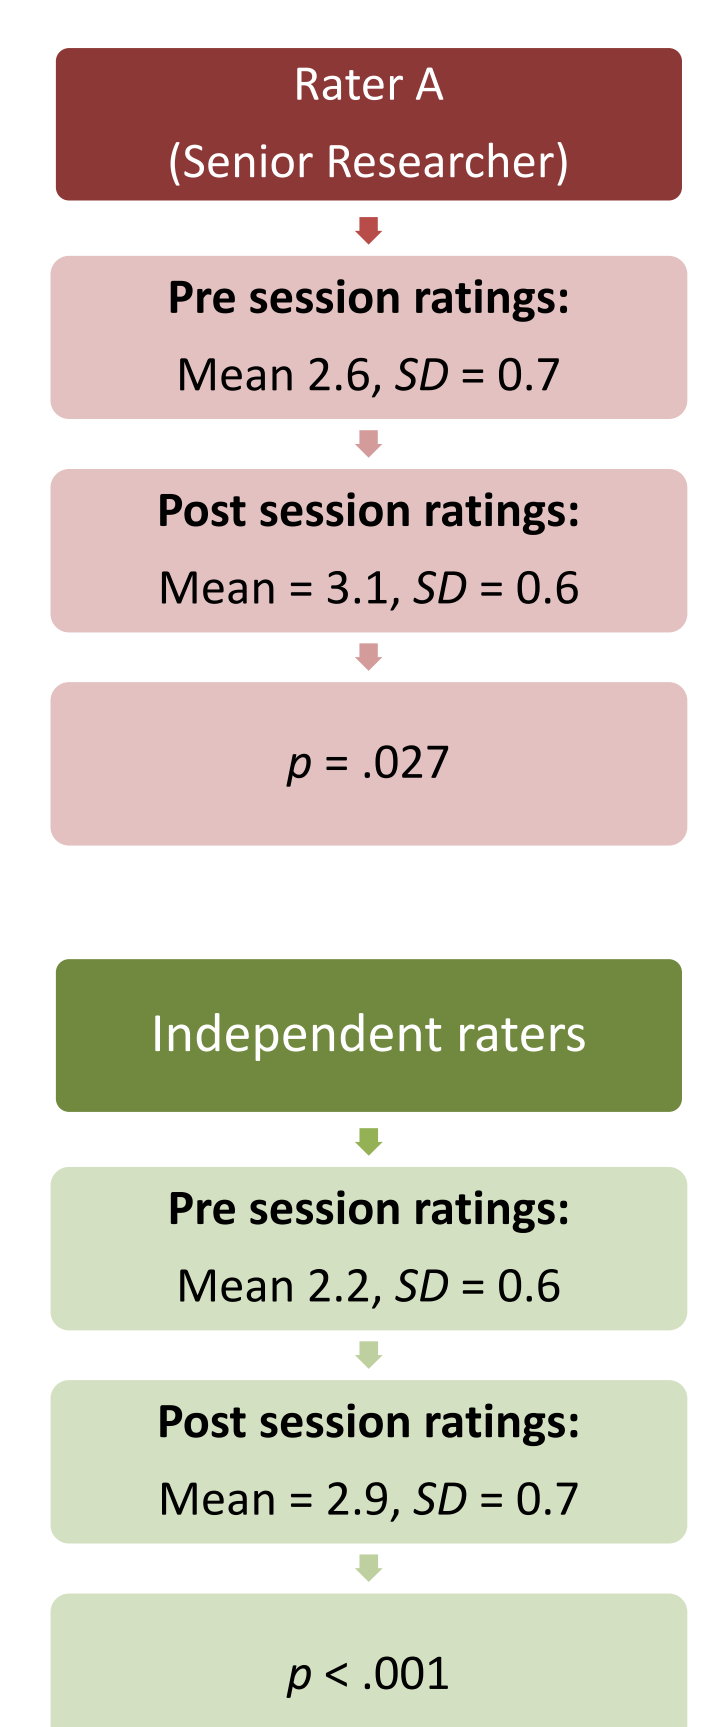 Rater A
(Senior Researcher)
Pre session ratings:
Mean 2.6, SD = 0.7
Post session ratings:
Mean = 3.1, SD = 0.6
p = .027
Independent raters
Pre session ratings:
Mean 2.2, SD = 0.6
Post session ratings:
Mean = 2.9, SD = 0.7
p < .001